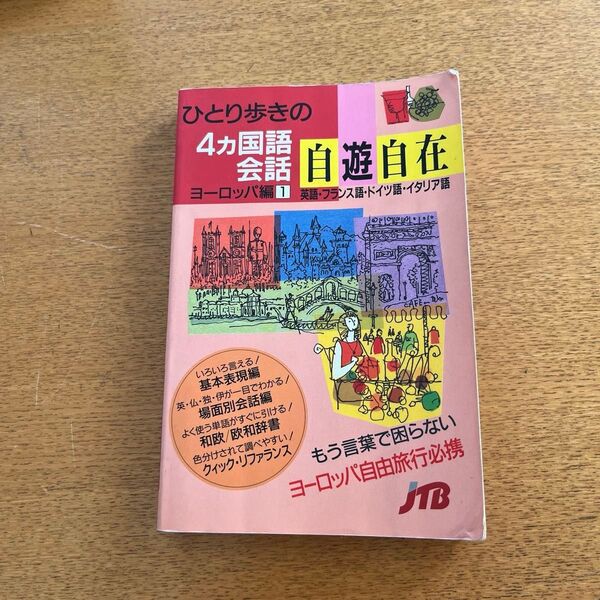 ひとり歩きの
4ヵ国語
会話
自遊自在
ヨーロッパ編1
英語・フランス語・ドイツ語・イタリア語
CAFE
いろいろ言える/
基本表現編
英・仏・独・伊が一目でわかる/
場面別会話編
よく使う単語がすぐに引ける/
和欧/欧和辞書
色分けされて調べやすい/
クィック・リファランス
もう言葉で困らない
ヨーロッパ自由旅行必携
JTB